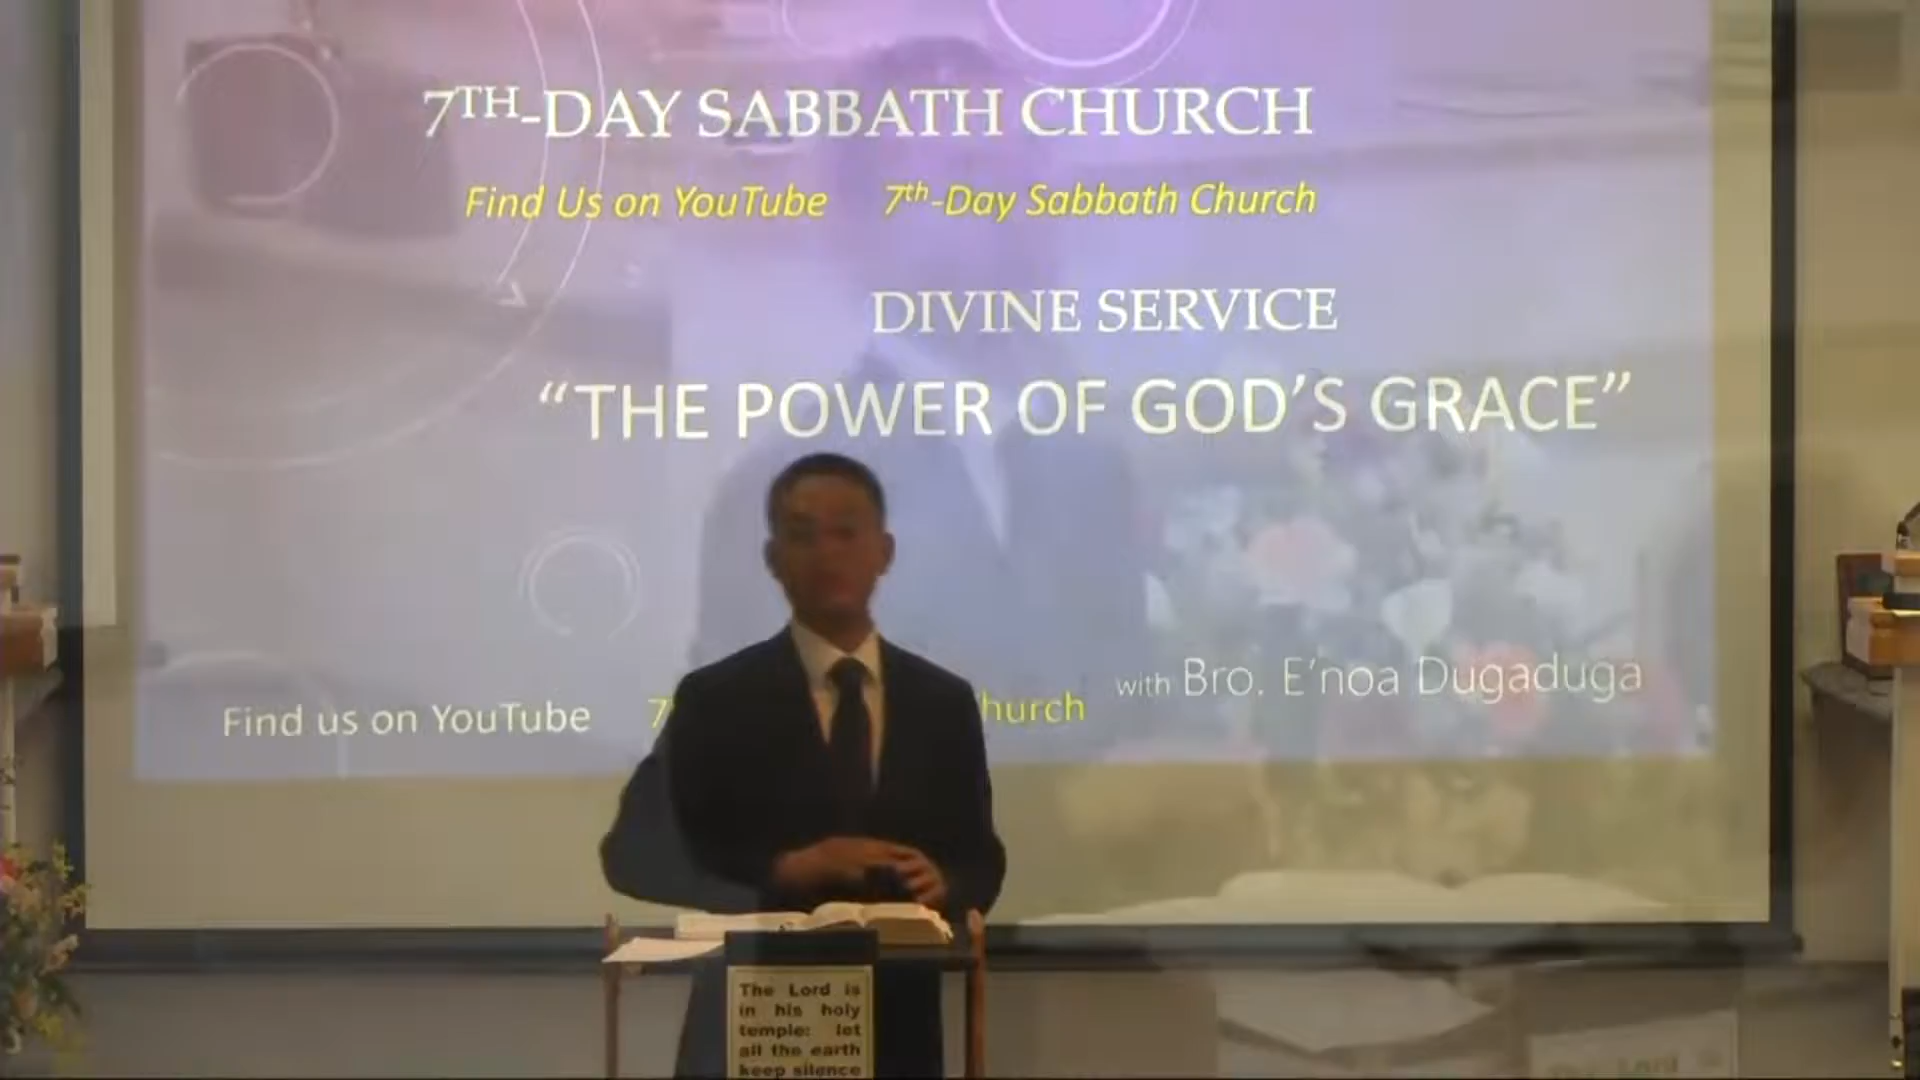 7TH-DAY SABBATH CHURCH
Find Us on YouTube 7th-Day Sabbath Church
DIVINE SERVICE
“THE POWER OF GOD’S GRACE”
with Bro. E’noa Dugaduga
Find us on YouTube 7 hurch
The Lord is
in his holy
temple: let
all the earth
keep silence